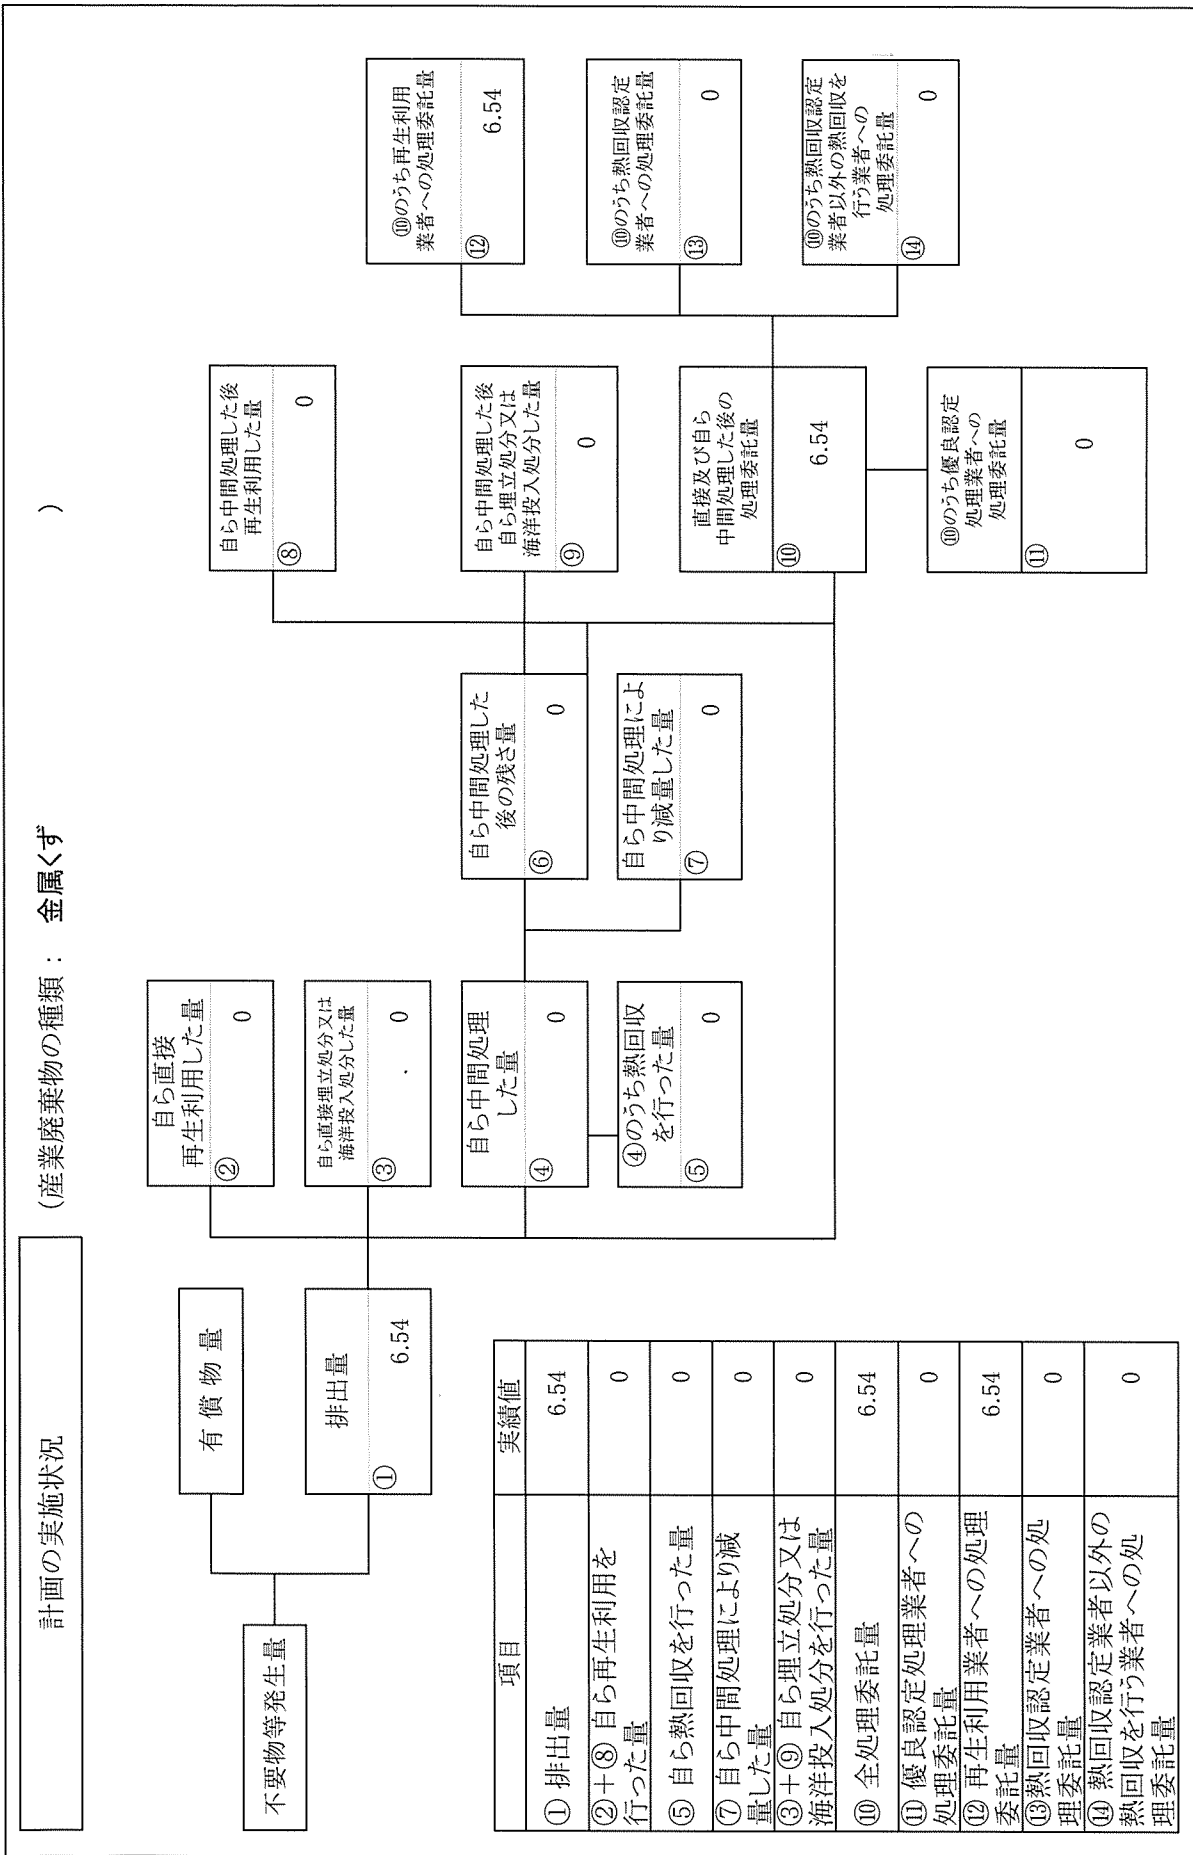 計画の実施状況
(産業廃棄物の種類： 金属くず )
不要物等発生量
有償物量
排出量
① 6.54
自ら直接
再生利用した量
② 0
自ら直接埋立処分又は
海洋投入処分した量
③ 0
自ら中間処理
した量
④ 0
④のうち熱回収
を行った量
⑤ 0
自ら中間処理した
後の残さ量
⑥ 0
自ら中間処理によ
り減量した量
⑦ 0
自ら中間処理した後
再生利用した量
⑧ 0
自ら中間処理した後
自ら埋立処分又は
海洋投入処分した量
⑨ 0
直接及び自ら
中間処理した後の
処理委託量
⑩ 6.54
⑩のうち優良認定
処理業者への
処理委託量
⑪ 0
⑩のうち再生利用
業者への処理委託量
⑫ 6.54
⑩のうち熱回収認定
業者への処理委託量
⑬ 0
⑩のうち熱回収認定
業者以外の熱回収を
行う業者への
処理委託量
⑭ 0
項目 実績値
① 排出量 6.54
②＋⑧ 自ら再生利用を
行った量 0
⑤ 自ら熱回収を行った量 0
⑦ 自ら中間処理により減
量した量 0
③＋⑨ 自ら埋立処分又は
海洋投入処分を行った量 0
⑩ 全処理委託量 6.54
⑪ 優良認定処理業者への
処理委託量 0
⑫ 再生利用業者への処理
委託量 6.54
⑬熱回収認定業者への処
理委託量 0
⑭ 熱回収認定業者以外の
熱回収を行う業者への処
理委託量 0